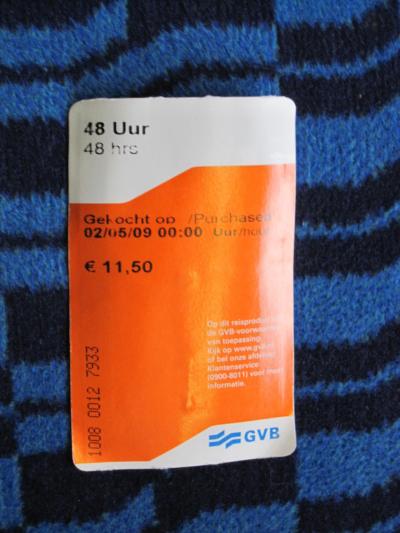 48 Uur
48 hrs
Gekocht op /Purchased
02/05/09 00:00 Uur/hour
€ 11,50
Op dit reisproduct
de GVB-voorwaarden
van toepassing.
Kijk op www.gvb.nl
of bel onze afdeling
Klantenservice
(0900-8011) voor meer
informatie.
1008 0012 7933
GVB